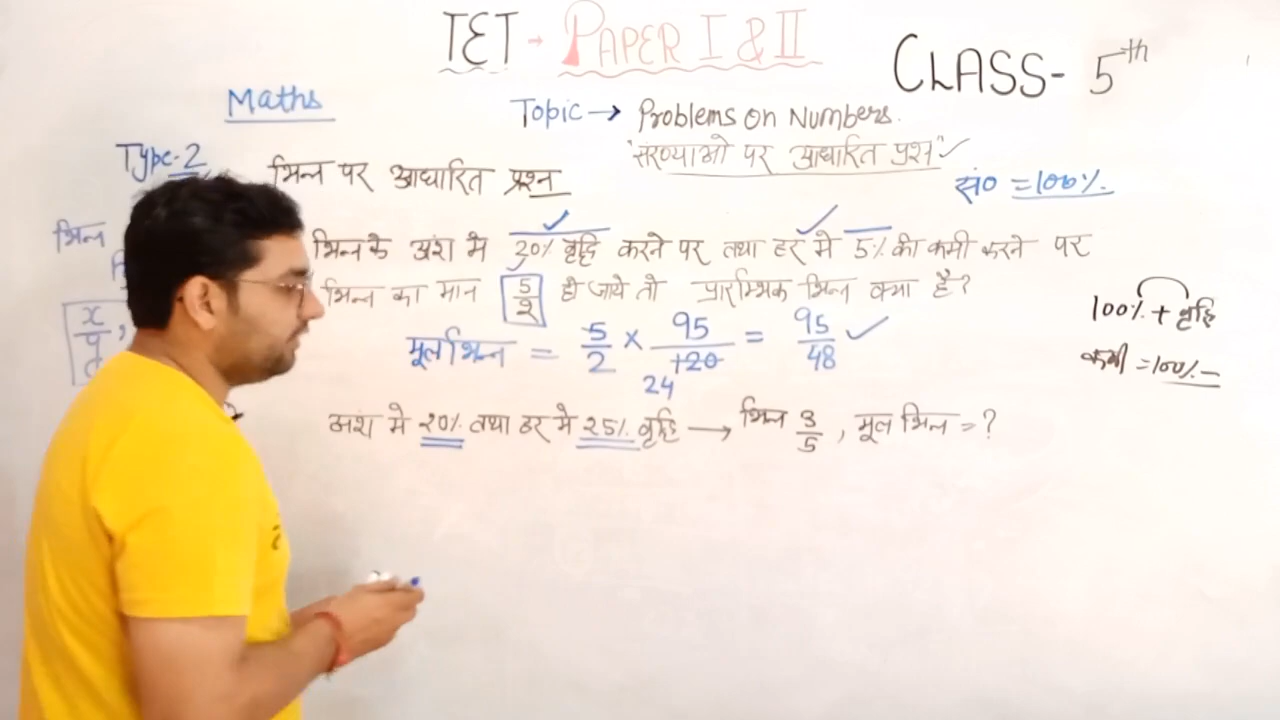 TET - PAPER I & II
CLASS- 5th
Maths
Topic → Problems on Numbers.
"संख्याओ पर आधारित प्रश्न" ✓
Type-2
भिन्न पर आधारित प्रश्न
सं० = 100%.
भिन्न
भिन्न के अंश मे 20% वृद्धि करने पर तथा हर मे 5% की कमी करने पर
भिन्न का मान 5/2 हो जाये तो प्रारम्भिक भिन्न क्या है?
x/y,
100% + वृद्धि
मूल भिन्न = 5/2 × 95/120 = 95/48 ✓
24
कमी = 100% -
अंश मे 20% तथा हर मे 25% वृद्धि → भिन्न 3/5, मूल भिन्न = ?